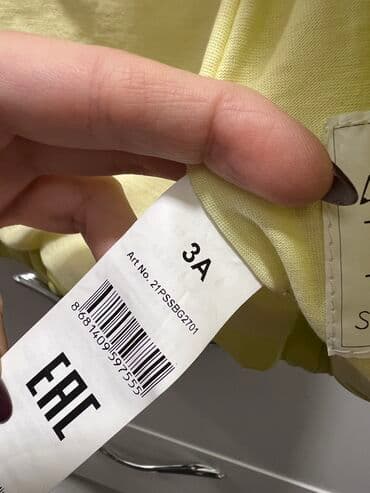 3A
Art No. 21PSSBG2701
8681409597555
EAC